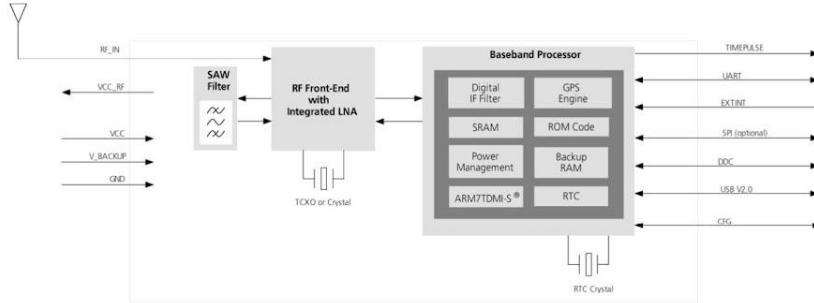 RF_IN
VCC_RF
VCC
V_BACKUP
GND
SAW
Filter
RF Front-End
with
Integrated LNA
TCXO or Crystal
Baseband Processor
Digital
IF Filter
GPS
Engine
SRAM
ROM Code
Power
Management
Backup
RAM
ARM7TDMI-S®
RTC
RTC Crystal
TIMEPULSE
UART
EXTINT
SPI (optional)
DDC
USB V2.0
CFG